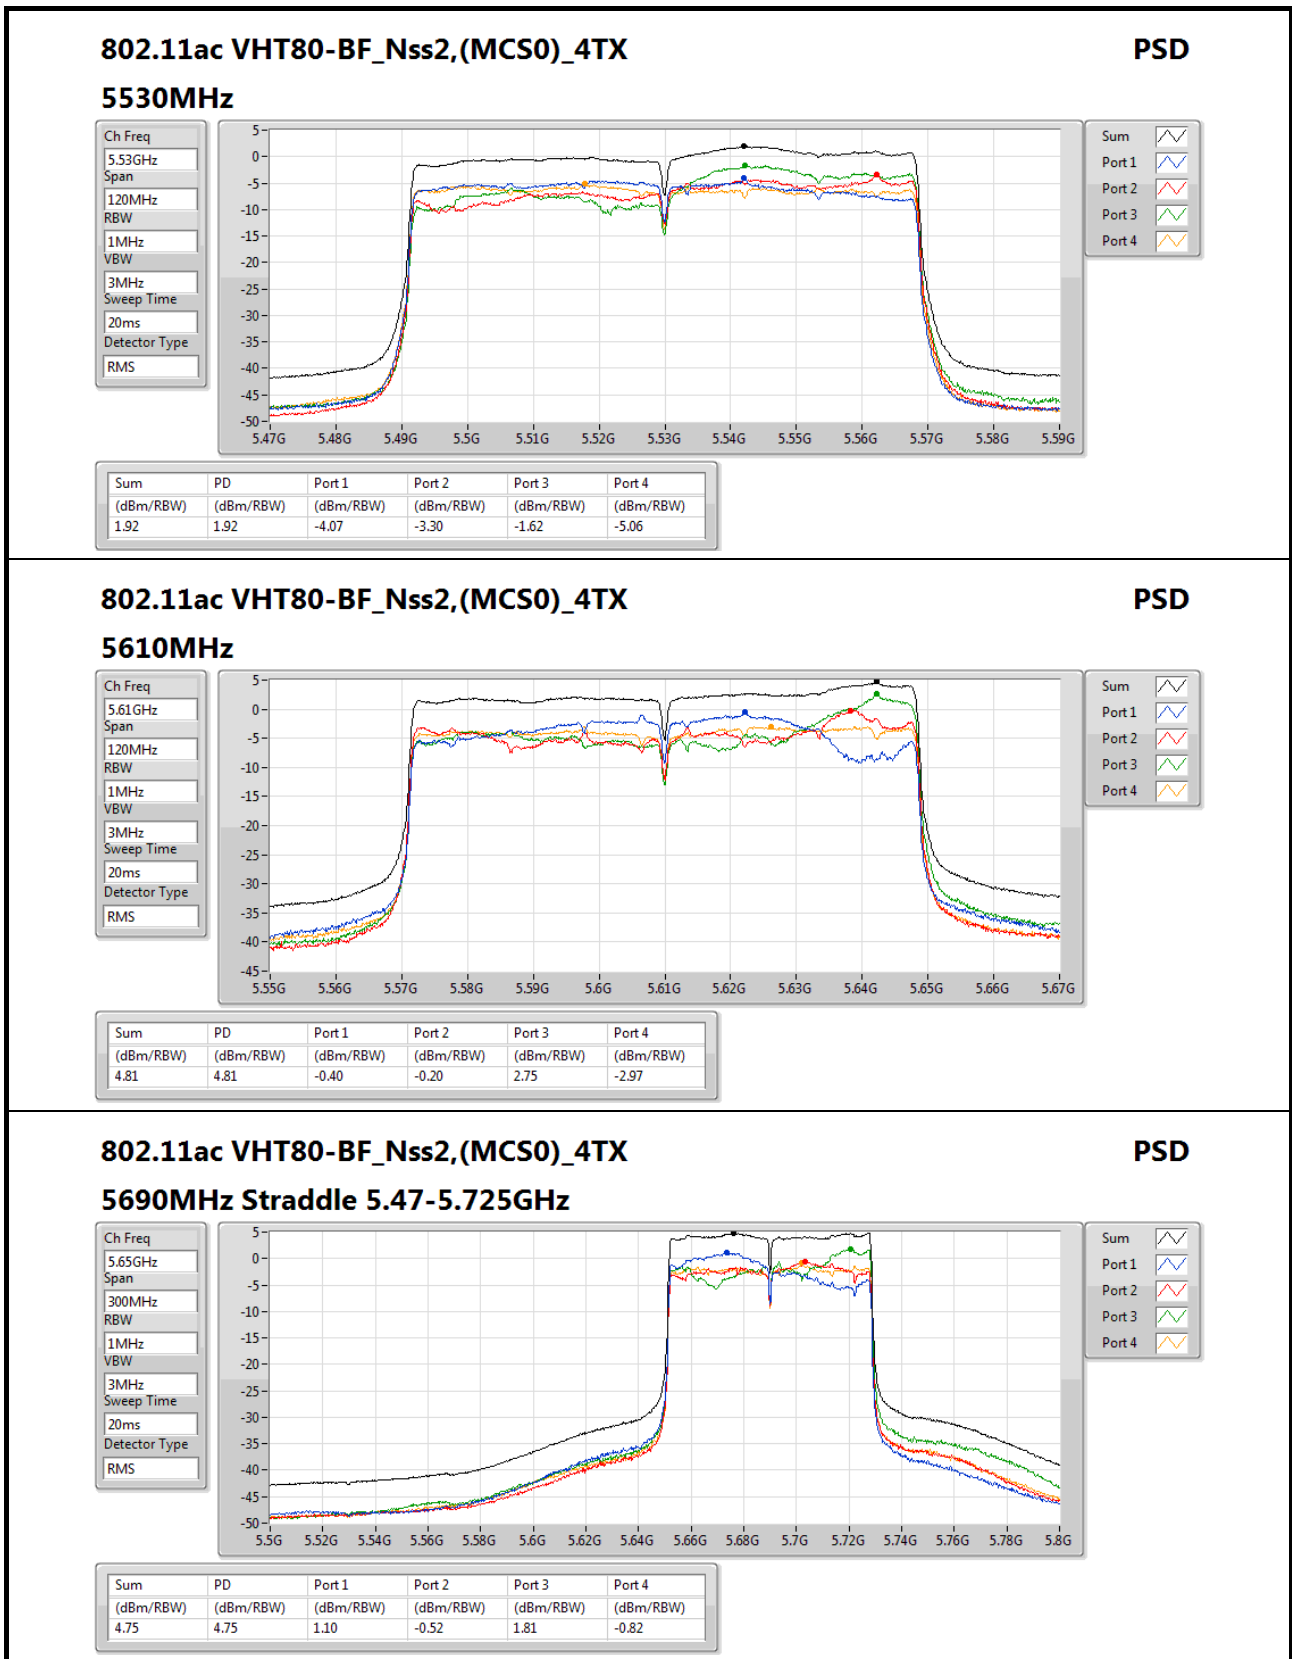 802.11ac VHT80-BF_Nss2,(MCS0)_4TX PSD
5530MHz
Ch Freq
5.53GHz
Span
120MHz
RBW
1MHz
VBW
3MHz
Sweep Time
20ms
Detector Type
RMS
5
0
-5
-10
-15
-20
-25
-30
-35
-40
-45
-50
5.47G 5.48G 5.49G 5.5G 5.51G 5.52G 5.53G 5.54G 5.55G 5.56G 5.57G 5.58G 5.59G
Sum
Port 1
Port 2
Port 3
Port 4
Sum PD Port 1 Port 2 Port 3 Port 4
(dBm/RBW) (dBm/RBW) (dBm/RBW) (dBm/RBW) (dBm/RBW) (dBm/RBW)
1.92 1.92 -4.07 -3.30 -1.62 -5.06
802.11ac VHT80-BF_Nss2,(MCS0)_4TX PSD
5610MHz
Ch Freq
5.61GHz
Span
120MHz
RBW
1MHz
VBW
3MHz
Sweep Time
20ms
Detector Type
RMS
5
0
-5
-10
-15
-20
-25
-30
-35
-40
-45
5.55G 5.56G 5.57G 5.58G 5.59G 5.6G 5.61G 5.62G 5.63G 5.64G 5.65G 5.66G 5.67G
Sum
Port 1
Port 2
Port 3
Port 4
Sum PD Port 1 Port 2 Port 3 Port 4
(dBm/RBW) (dBm/RBW) (dBm/RBW) (dBm/RBW) (dBm/RBW) (dBm/RBW)
4.81 4.81 -0.40 -0.20 2.75 -2.97
802.11ac VHT80-BF_Nss2,(MCS0)_4TX PSD
5690MHz Straddle 5.47-5.725GHz
Ch Freq
5.65GHz
Span
300MHz
RBW
1MHz
VBW
3MHz
Sweep Time
20ms
Detector Type
RMS
5
0
-5
-10
-15
-20
-25
-30
-35
-40
-45
-50
5.5G 5.52G 5.54G 5.56G 5.58G 5.6G 5.62G 5.64G 5.66G 5.68G 5.7G 5.72G 5.74G 5.76G 5.78G 5.8G
Sum
Port 1
Port 2
Port 3
Port 4
Sum PD Port 1 Port 2 Port 3 Port 4
(dBm/RBW) (dBm/RBW) (dBm/RBW) (dBm/RBW) (dBm/RBW) (dBm/RBW)
4.75 4.75 1.10 -0.52 1.81 -0.82